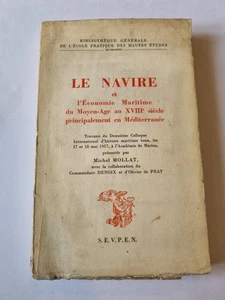 BIBLIOTHÈQUE GÉNÉRALE
DE L'ÉCOLE PRATIQUE DES HAUTES ÉTUDES
LE NAVIRE
et
l'Économie Maritime
du Moyen-Age au XVIIIe siècle
principalement en Méditerranée
Travaux du Deuxième Colloque
International d'histoire maritime tenu, les
17 et 18 mai 1957, à l'Académie de Marine,
présentés par
Michel MOLLAT,
avec la collaboration du
Commandant DENOIX et d'Olivier de PRAT
S.E.V.P.E.N.